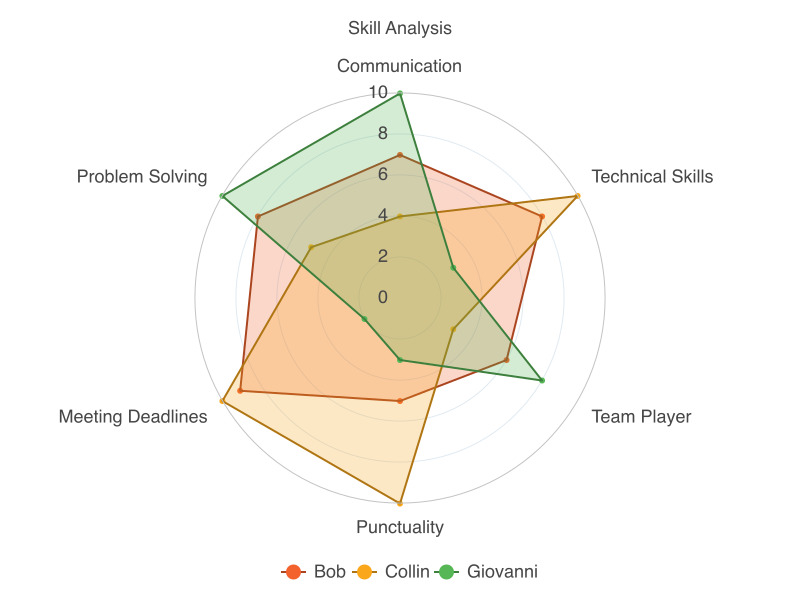 Skill Analysis
Communication
10
8
Problem Solving
6
Technical Skills
4
2
0
Meeting Deadlines
Team Player
Punctuality
Bob Collin Giovanni